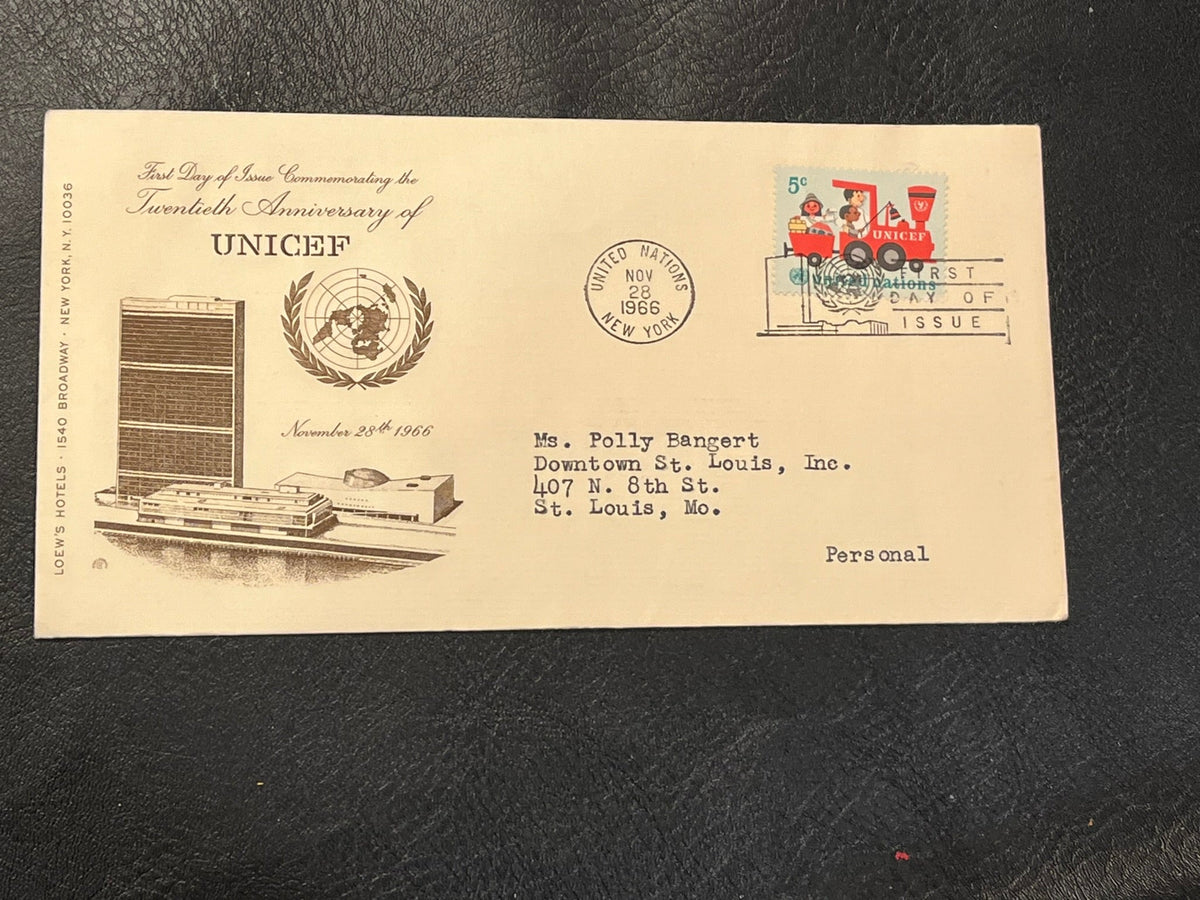 LOEW'S HOTELS · 1540 BROADWAY · NEW YORK, N.Y. 10036
First Day of Issue Commemorating the
Twentieth Anniversary of
UNICEF
November 28th 1966
UNITED NATIONS
NOV
28
1966
NEW YORK
5c
UNICEF
United Nations
FIRST
DAY OF
ISSUE
Ms. Polly Bangert
Downtown St. Louis, Inc.
407 N. 8th St.
St. Louis, Mo.
Personal